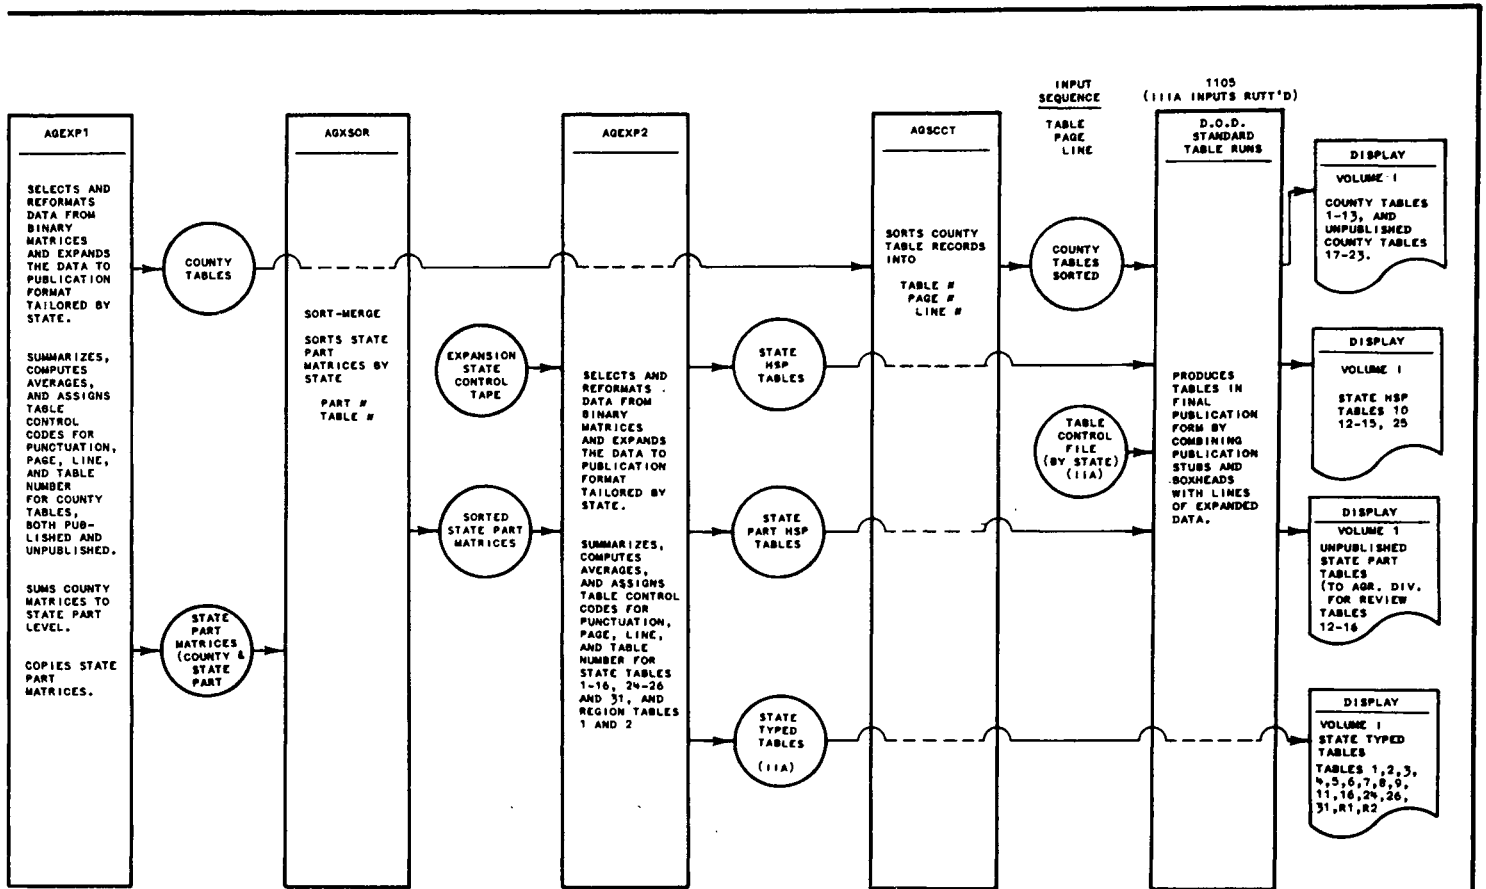 AGEXP1
SELECTS AND
REFORMATS
DATA FROM
BINARY
MATRICES
AND EXPANDS
THE DATA TO
PUBLICATION
FORMAT
TAILORED BY
STATE.
SUMMARIZES,
COMPUTES
AVERAGES,
AND ASSIGNS
TABLE
CONTROL
CODES FOR
PUNCTUATION,
PAGE, LINE,
AND TABLE
NUMBER
FOR COUNTY
TABLES,
BOTH PUB-
LISHED AND
UNPUBLISHED.
SUMS COUNTY
MATRICES TO
STATE PART
LEVEL.
COPIES STATE
PART
MATRICES.
COUNTY
TABLES
STATE
PART
MATRICES
(COUNTY &
STATE
PART
AGXSOR
SORT-MERGE
SORTS STATE
PART
MATRICES BY
STATE
PART #
TABLE #
EXPANSION
STATE
CONTROL
TAPE
SORTED
STATE PART
MATRICES
AGEXP2
SELECTS AND
REFORMATS
DATA FROM
BINARY
MATRICES
AND EXPANDS
THE DATA TO
PUBLICATION
FORMAT
TAILORED BY
STATE.
SUMMARIZES,
COMPUTES
AVERAGES,
AND ASSIGNS
TABLE CONTROL
CODES FOR
PUNCTUATION,
PAGE, LINE,
AND TABLE
NUMBER FOR
STATE TABLES
1-16, 24-26
AND 31, AND
REGION TABLES
1 AND 2
STATE
HSP
TABLES
STATE
PART HSP
TABLES
STATE
TYPED
TABLES
(IIA)
AGSCCT
SORTS COUNTY
TABLE RECORDS
INTO
TABLE #
PAGE #
LINE #
INPUT
SEQUENCE
TABLE
PAGE
LINE
COUNTY
TABLES
SORTED
TABLE
CONTROL
FILE
(BY STATE)
(IIA)
1105
(IIIA INPUTS RUTT'D)
D.O.D.
STANDARD
TABLE RUNS
PRODUCES
TABLES IN
FINAL
PUBLICATION
FORM BY
COMBINING
PUBLICATION
STUBS AND
BOXHEADS
WITH LINES
OF EXPANDED
DATA.
DISPLAY
VOLUME I
COUNTY TABLES
1-13, AND
UNPUBLISHED
COUNTY TABLES
17-23.
DISPLAY
VOLUME I
STATE HSP
TABLES 10
12-15, 25
DISPLAY
VOLUME 1
UNPUBLISHED
STATE PART
TABLES
(TO AGR. DIV.
FOR REVIEW
TABLES
12-16
DISPLAY
VOLUME I
STATE TYPED
TABLES
TABLES 1,2,3,
4,5,6,7,8,9,
11,16,24,26,
31,R1,R2